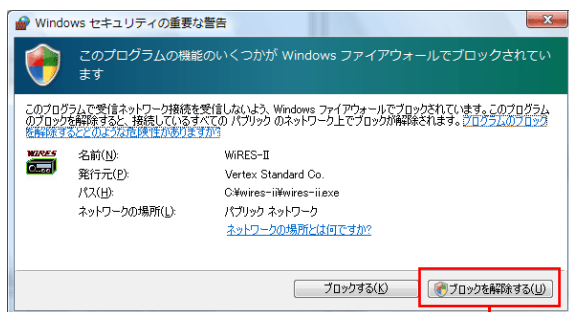 Windows セキュリティの重要な警告
このプログラムの機能のいくつかが Windows ファイアウォールでブロックされてい
ます
このプログラムで受信ネットワーク接続を受信しないよう、Windows ファイアウォールでブロックされています。このプログラム
のブロックを解除すると、接続しているすべての パブリック のネットワーク上でブロックが解除されます。プログラムのブロック
を解除するとどのような危険性がありますか?
WiRES
名前(N): WiRES-II
発行元(P): Vertex Standard Co.
パス(H): C:¥wires-ii¥wires-ii.exe
ネットワークの場所(L): パブリック ネットワーク
ネットワークの場所とは何ですか?
ブロックする(K) ブロックを解除する(U)